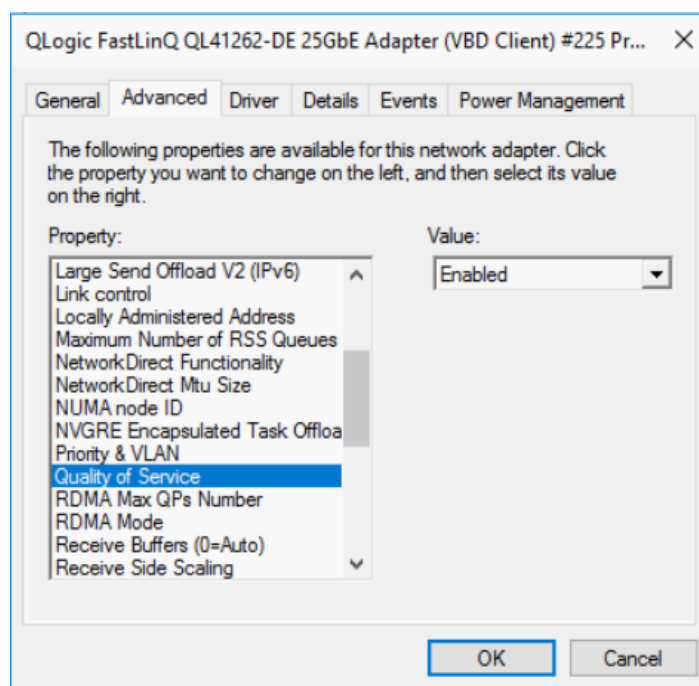 QLogic FastLinQ QL41262-DE 25GbE Adapter (VBD Client) #225 Pr...
General Advanced Driver Details Events Power Management
The following properties are available for this network adapter. Click
the property you want to change on the left, and then select its value
on the right.
Property: Value:
Large Send Offload V2 (IPv6) Enabled
Link control
Locally Administered Address
Maximum Number of RSS Queues
NetworkDirect Functionality
NetworkDirect Mtu Size
NUMA node ID
NVGRE Encapsulated Task Offloa
Priority & VLAN
Quality of Service
RDMA Max QPs Number
RDMA Mode
Receive Buffers (0=Auto)
Receive Side Scaling
OK Cancel